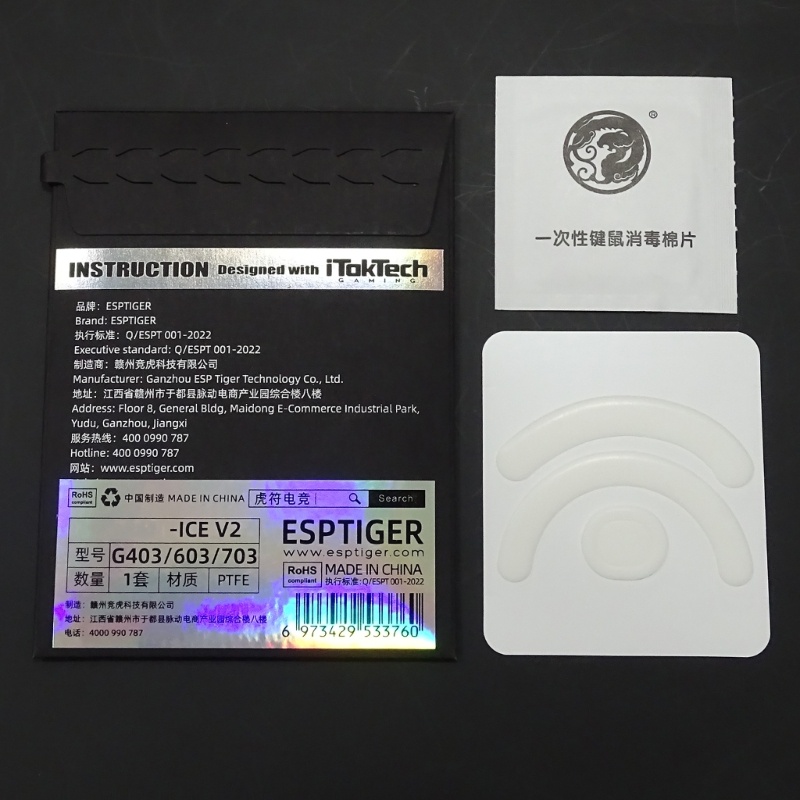 INSTRUCTION Designed with iTakTech
GAMING
品牌: ESPTIGER
Brand: ESPTIGER
执行标准: Q/ESPT 001-2022
Executive standard: Q/ESPT 001-2022
制造商: 赣州竞虎科技有限公司
Manufacturer: Ganzhou ESP Tiger Technology Co., Ltd.
地址: 江西省赣州市于都县脉动电商产业园综合楼八楼
Address: Floor 8, General Bldg, Maidong E-Commerce Industrial Park,
Yudu, Ganzhou, Jiangxi
服务热线: 400 0990 787
Hotline: 400 0990 787
网站: www.esptiger.com
RoHS compliant 中国制造 MADE IN CHINA 虎符电竞 Search
-ICE V2
型号 G403/603/703
数量 1套 材质 PTFE
ESPTIGER
www.esptiger.com
RoHS compliant MADE IN CHINA
执行标准: Q/ESPT 001-2022
制造: 赣州竞虎科技有限公司
地址: 江西省赣州市于都县脉动电商产业园综合楼八楼
电话: 4000 990 787
6 973429 533760
®
一次性键鼠消毒棉片